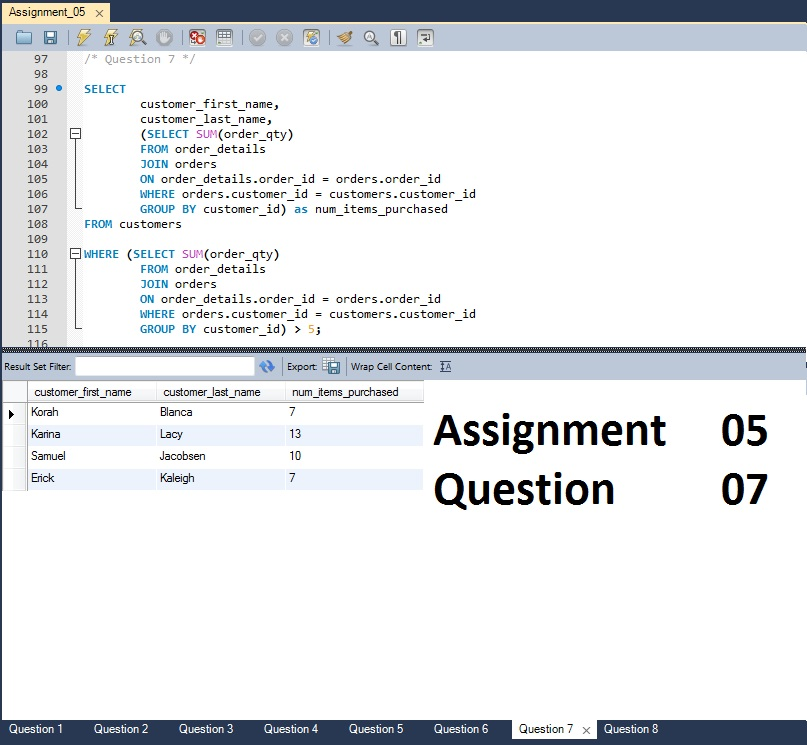 Assignment_05
97 /* Question 7 */
98
99 SELECT
100 customer_first_name,
101 customer_last_name,
102 (SELECT SUM(order_qty)
103 FROM order_details
104 JOIN orders
105 ON order_details.order_id = orders.order_id
106 WHERE orders.customer_id = customers.customer_id
107 GROUP BY customer_id) as num_items_purchased
108 FROM customers
109
110 WHERE (SELECT SUM(order_qty)
111 FROM order_details
112 JOIN orders
113 ON order_details.order_id = orders.order_id
114 WHERE orders.customer_id = customers.customer_id
115 GROUP BY customer_id) > 5;
116
Result Set Filter: Export: Wrap Cell Content:
customer_first_name customer_last_name num_items_purchased
Korah Blanca 7
Karina Lacy 13
Samuel Jacobsen 10
Erick Kaleigh 7
Assignment 05
Question 07
Question 1 Question 2 Question 3 Question 4 Question 5 Question 6 Question 7 Question 8